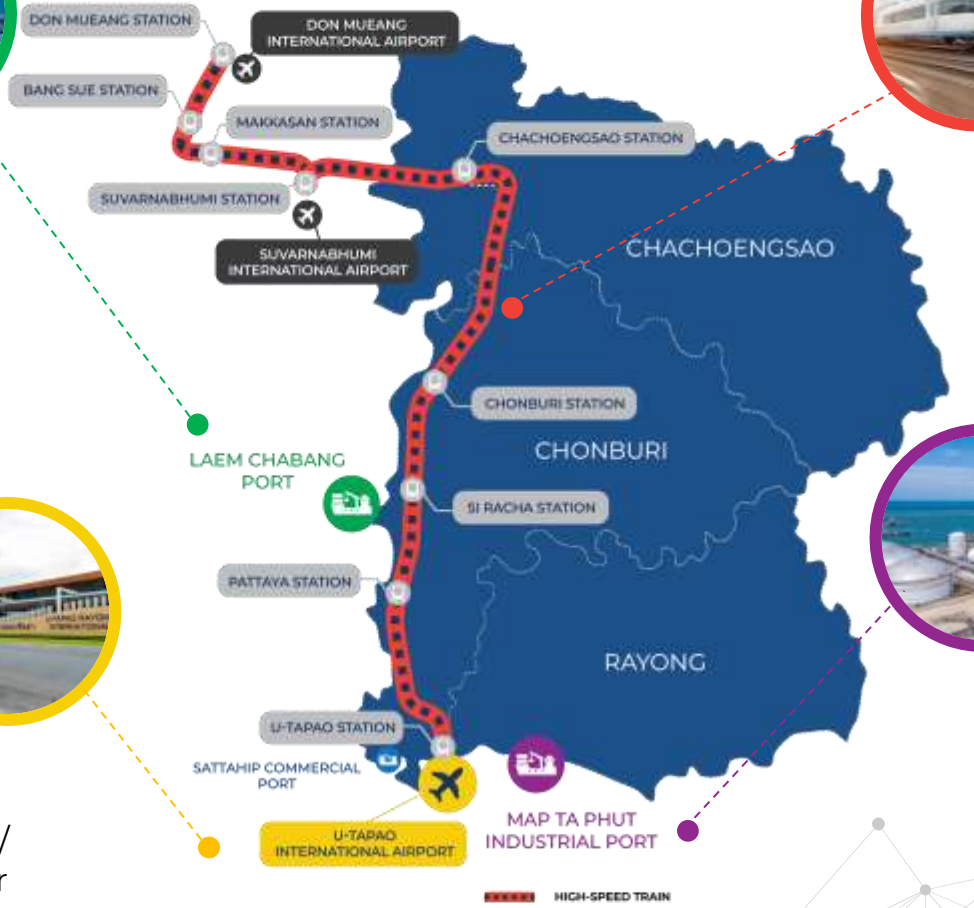 DON MUEANG STATION
DON MUEANG
INTERNATIONAL AIRPORT
BANG SUE STATION
MAKKASAN STATION
CHACHOENGSAO STATION
SUVARNABHUMI STATION
SUVARNABHUMI
INTERNATIONAL AIRPORT
CHACHOENGSAO
CHONBURI STATION
CHONBURI
LAEM CHABANG
PORT
SI RACHA STATION
PATTAYA STATION
RAYONG
U-TAPAO STATION
SATTAHIP COMMERCIAL
PORT
U-TAPAO
INTERNATIONAL AIRPORT
MAP TA PHUT
INDUSTRIAL PORT
/
r
HIGH-SPEED TRAIN